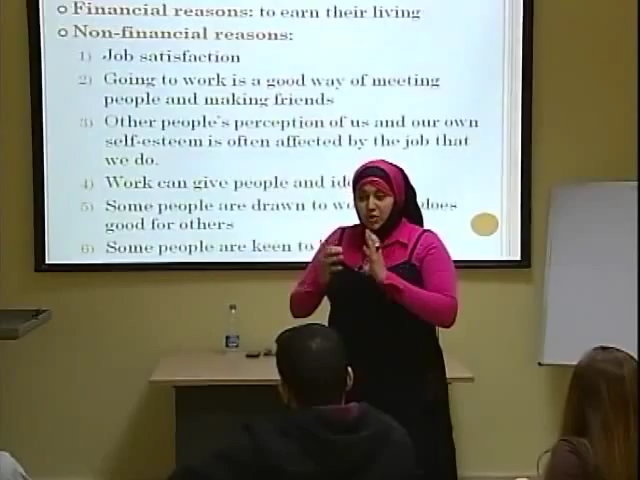 Financial reasons: to earn their living
Non-financial reasons:
1) Job satisfaction
2) Going to work is a good way of meeting
people and making friends
3) Other people's perception of us and our own
self-esteem is often affected by the job that
we do.
4) Work can give people and
5) Some people are drawn to does
good for others
6) Some people are keen to